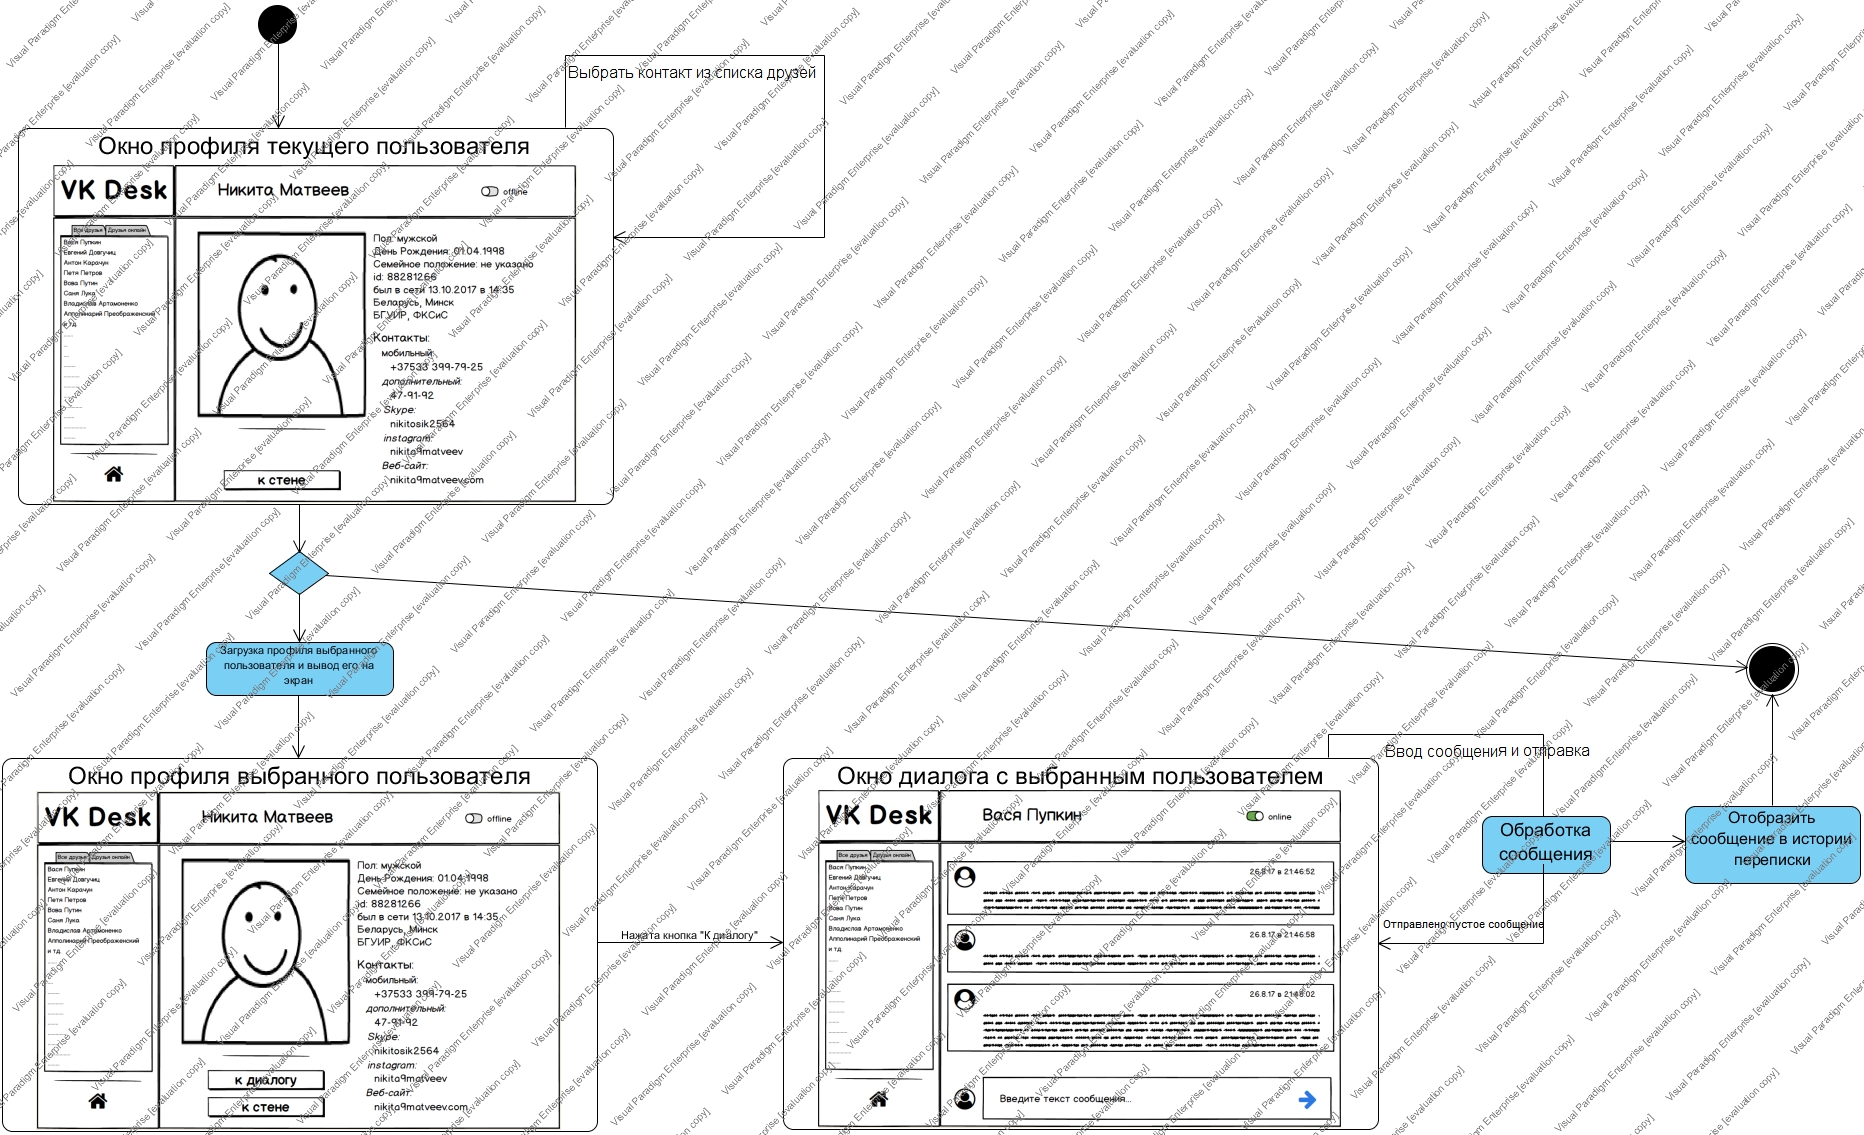 Выбрать контакт из списка друзей
Окно профиля текущего пользователя
VK Desk
Никита Матвеев
offline
Все друзья
Друзья онлайн
Вася Пупкин
Евгений Довгучиц
Антон Карачун
Петя Петров
Вова Путин
Саня Лука
Владислав Артамоненко
Апполинарий Преображенский
и тд.
Пол: мужской
День Рождения: 01.04.1998
Семейное положение: не указано
id: 88281266
был в сети 13.10.2017 в 14:35
Беларусь, Минск
БГУИР, ФКСиС
Контакты:
мобильный:
+37533 399-79-25
дополнительный:
47-91-92
Skype:
nikitosik2564
instagram:
nikita9matveev
Веб-сайт:
nikita9matveev.com
к стене
Загрузка профиля выбранного
пользователя и вывод его на
экран
Окно профиля выбранного пользователя
VK Desk
Никита Матвеев
offline
Все друзья
Друзья онлайн
Вася Пупкин
Евгений Довгучиц
Антон Карачун
Петя Петров
Вова Путин
Саня Лука
Владислав Артамоненко
Апполинарий Преображенский
и тд.
Пол: мужской
День Рождения: 01.04.1998
Семейное положение: не указано
id: 88281266
был в сети 13.10.2017 в 14:35
Беларусь, Минск
БГУИР, ФКСиС
Контакты:
мобильный:
+37533 399-79-25
дополнительный:
47-91-92
Skype:
nikitosik2564
instagram:
nikita9matveev
Веб-сайт:
nikita9matveev.com
к диалогу
к стене
Нажата кнопка "К диалогу"
Окно диалога с выбранным пользователем
VK Desk
Вася Пупкин
online
Все друзья
Друзья онлайн
Вася Пупкин
Евгений Довгучиц
Антон Карачун
Петя Петров
Вова Путин
Саня Лука
Владислав Артамоненко
Апполинарий Преображенский
и тд.
26.8.17 в 21:46:52
26.8.17 в 21:46:58
26.8.17 в 21:48:02
Введите текст сообщения...
Ввод сообщения и отправка
Обработка
сообщения
Отправлено пустое сообщение
Отобразить
сообщение в истории
переписки
Visual Paradigm Enterprise [evaluation copy]